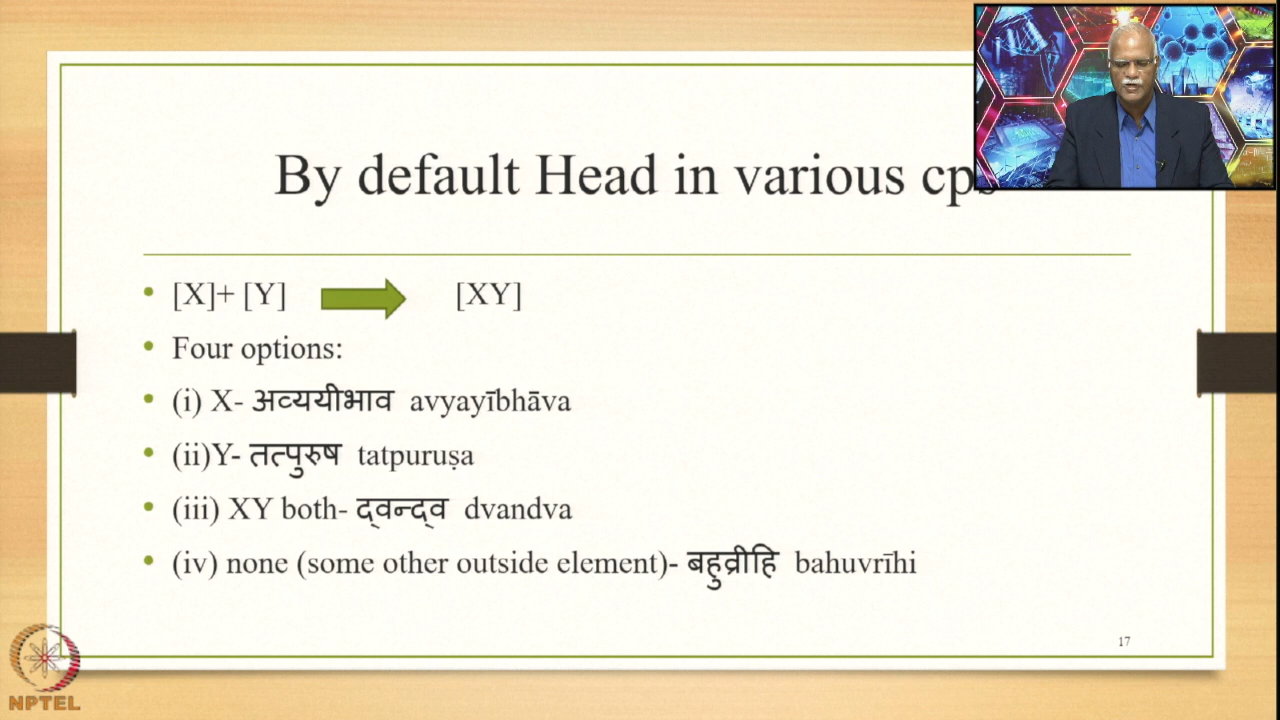 By default Head in various cps
[X]+ [Y] [XY]
Four options:
(i) X- अव्ययीभाव avyayībhāva
(ii)Y- तत्पुरुष tatpuruṣa
(iii) XY both- द्वन्द्व dvandva
(iv) none (some other outside element)- बहुव्रीहि bahuvrīhi
17
NPTEL